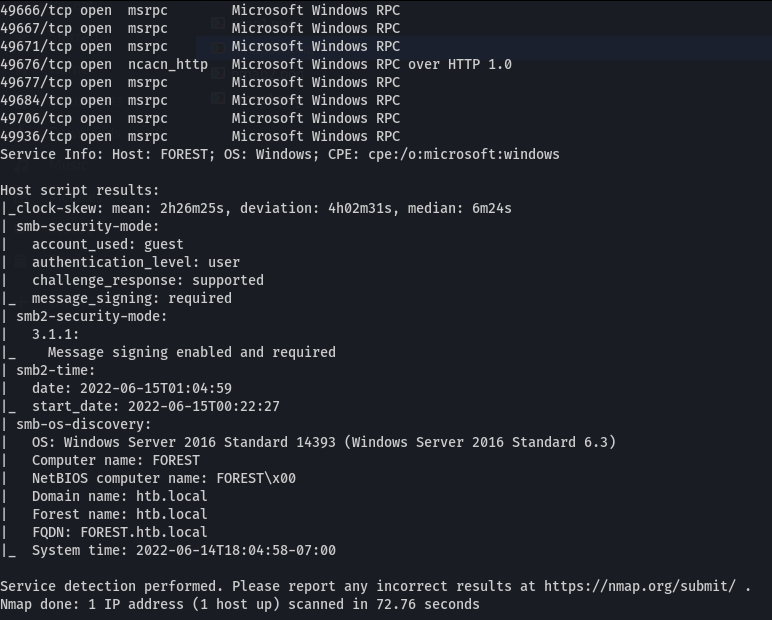 49666/tcp open  msrpc        Microsoft Windows RPC
49667/tcp open  msrpc        Microsoft Windows RPC
49671/tcp open  msrpc        Microsoft Windows RPC
49676/tcp open  ncacn_http   Microsoft Windows RPC over HTTP 1.0
49677/tcp open  msrpc        Microsoft Windows RPC
49684/tcp open  msrpc        Microsoft Windows RPC
49706/tcp open  msrpc        Microsoft Windows RPC
49936/tcp open  msrpc        Microsoft Windows RPC
Service Info: Host: FOREST; OS: Windows; CPE: cpe:/o:microsoft:windows

Host script results:
|_clock-skew: mean: 2h26m25s, deviation: 4h02m31s, median: 6m24s
| smb-security-mode:
|   account_used: guest
|   authentication_level: user
|   challenge_response: supported
|_  message_signing: required
| smb2-security-mode:
|   3.1.1:
|_    Message signing enabled and required
| smb2-time:
|   date: 2022-06-15T01:04:59
|_  start_date: 2022-06-15T00:22:27
| smb-os-discovery:
|   OS: Windows Server 2016 Standard 14393 (Windows Server 2016 Standard 6.3)
|   Computer name: FOREST
|   NetBIOS computer name: FOREST\x00
|   Domain name: htb.local
|   Forest name: htb.local
|   FQDN: FOREST.htb.local
|_  System time: 2022-06-14T18:04:58-07:00

Service detection performed. Please report any incorrect results at https://nmap.org/submit/ .
Nmap done: 1 IP address (1 host up) scanned in 72.76 seconds